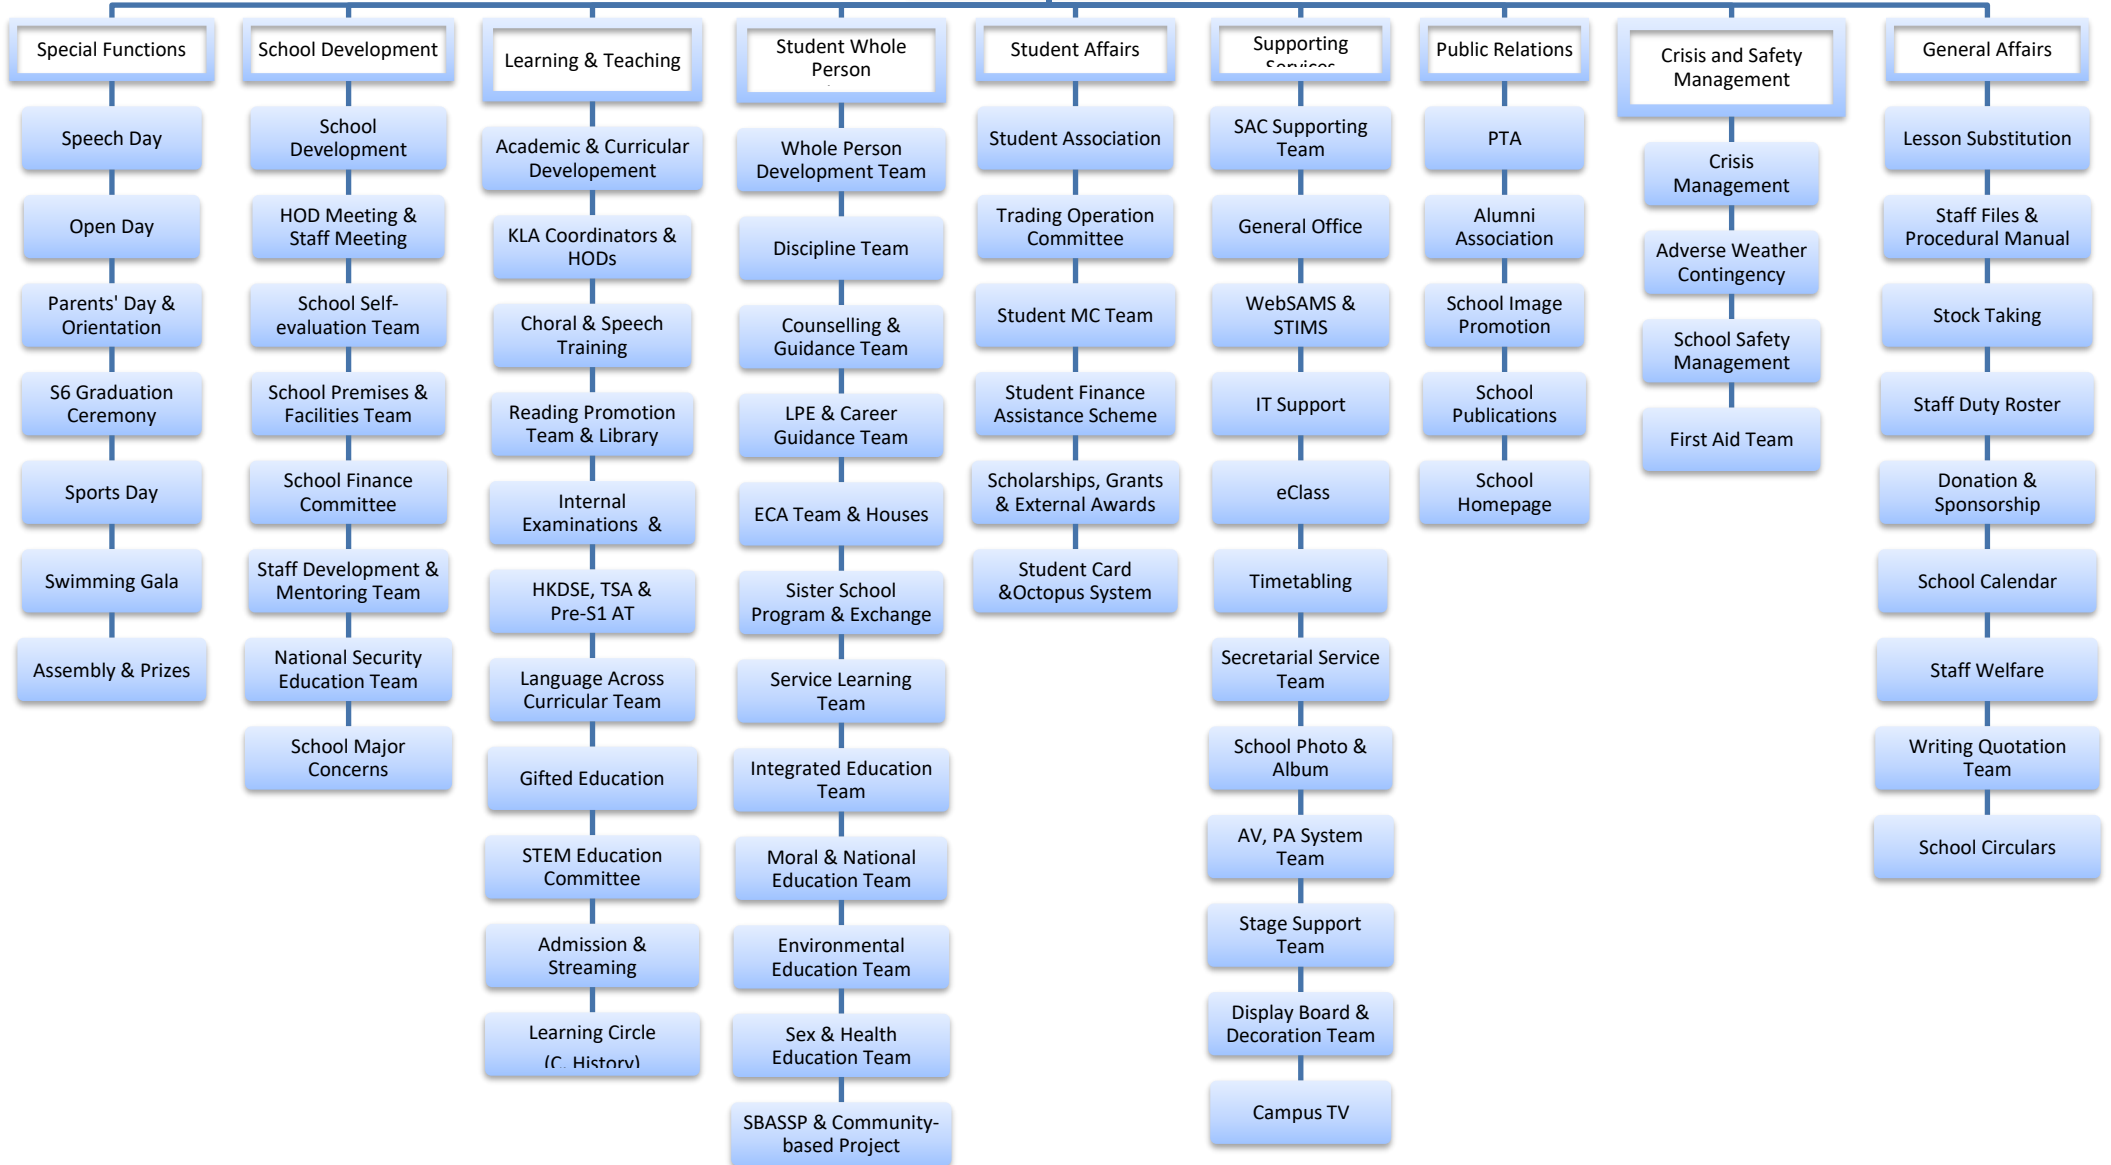 Special Functions
Speech Day
Open Day
Parents' Day &
Orientation
S6 Graduation
Ceremony
Sports Day
Swimming Gala
Assembly & Prizes
School Development
School
Development
HOD Meeting &
Staff Meeting
School Self-
evaluation Team
School Premises &
Facilities Team
School Finance
Committee
Staff Development &
Mentoring Team
National Security
Education Team
School Major
Concerns
Learning & Teaching
Academic & Curricular
Developement
KLA Coordinators &
HODs
Choral & Speech
Training
Reading Promotion
Team & Library
Internal
Examinations &
HKDSE, TSA &
Pre-S1 AT
Language Across
Curricular Team
Gifted Education
STEM Education
Committee
Admission &
Streaming
Learning Circle
(C. History)
Student Whole
Person
Whole Person
Development Team
Discipline Team
Counselling &
Guidance Team
LPE & Career
Guidance Team
ECA Team & Houses
Sister School
Program & Exchange
Service Learning
Team
Integrated Education
Team
Moral & National
Education Team
Environmental
Education Team
Sex & Health
Education Team
SBASSP & Community-
based Project
Student Affairs
Student Association
Trading Operation
Committee
Student MC Team
Student Finance
Assistance Scheme
Scholarships, Grants
& External Awards
Student Card
&Octopus System
Supporting
Services
SAC Supporting
Team
General Office
WebSAMS &
STIMS
IT Support
eClass
Timetabling
Secretarial Service
Team
School Photo &
Album
AV, PA System
Team
Stage Support
Team
Display Board &
Decoration Team
Campus TV
Public Relations
PTA
Alumni
Association
School Image
Promotion
School
Publications
School
Homepage
Crisis and Safety
Management
Crisis
Management
Adverse Weather
Contingency
School Safety
Management
First Aid Team
General Affairs
Lesson Substitution
Staff Files &
Procedural Manual
Stock Taking
Staff Duty Roster
Donation &
Sponsorship
School Calendar
Staff Welfare
Writing Quotation
Team
School Circulars